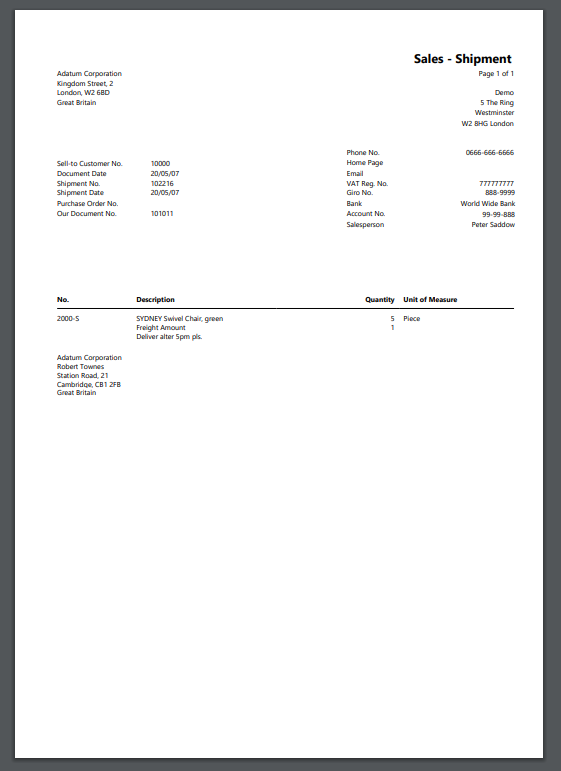 Sales - Shipment
Page 1 of 1
Adatum Corporation
Kingdom Street, 2
London, W2 6BD
Great Britain
Demo
5 The Ring
Westminster
W2 8HG London
Sell-to Customer No. 10000
Document Date 20/05/07
Shipment No. 102216
Shipment Date 20/05/07
Purchase Order No.
Our Document No. 101011
Phone No. 0666-666-6666
Home Page
Email
VAT Reg. No. 777777777
Giro No. 888-9999
Bank World Wide Bank
Account No. 99-99-888
Salesperson Peter Saddow
No. Description Quantity Unit of Measure
2000-S SYDNEY Swivel Chair, green 5 Piece
Freight Amount 1
Deliver alter 5pm pls.
Adatum Corporation
Robert Townes
Station Road, 21
Cambridge, CB1 2FB
Great Britain